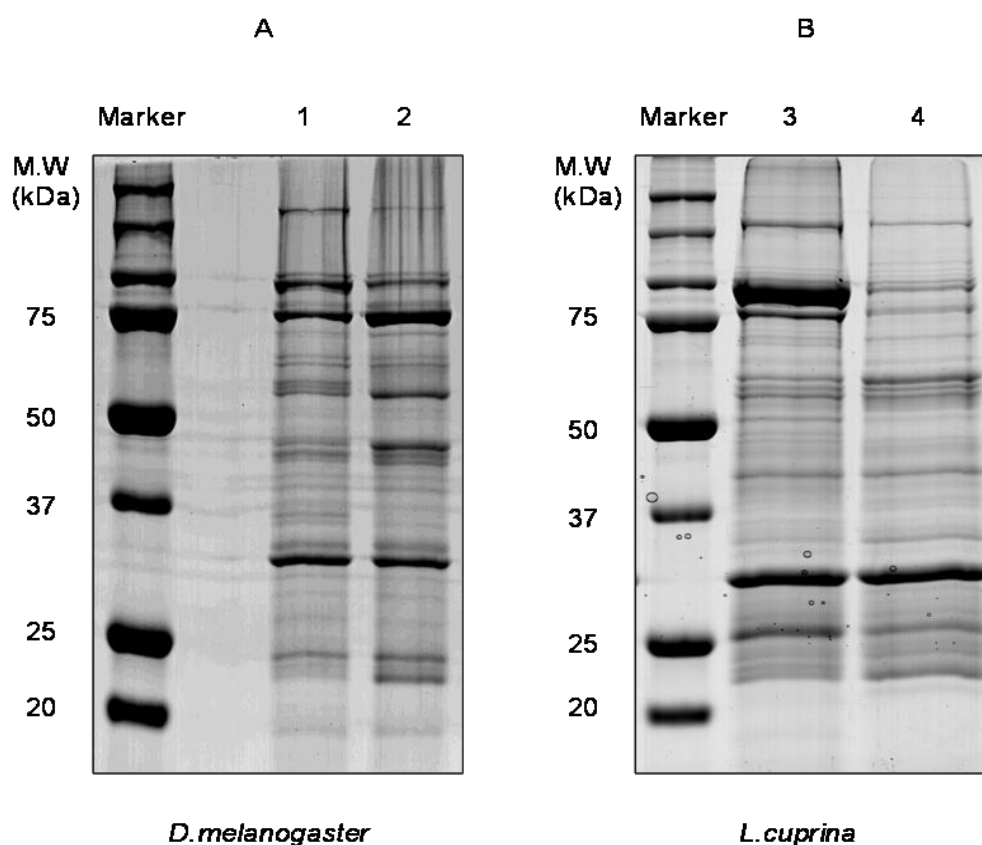 A
B
Marker 1 2
Marker 3 4
M.W
(kDa)
75
50
37
25
20
M.W
(kDa)
75
50
37
25
20
D.melanogaster
L.cuprina